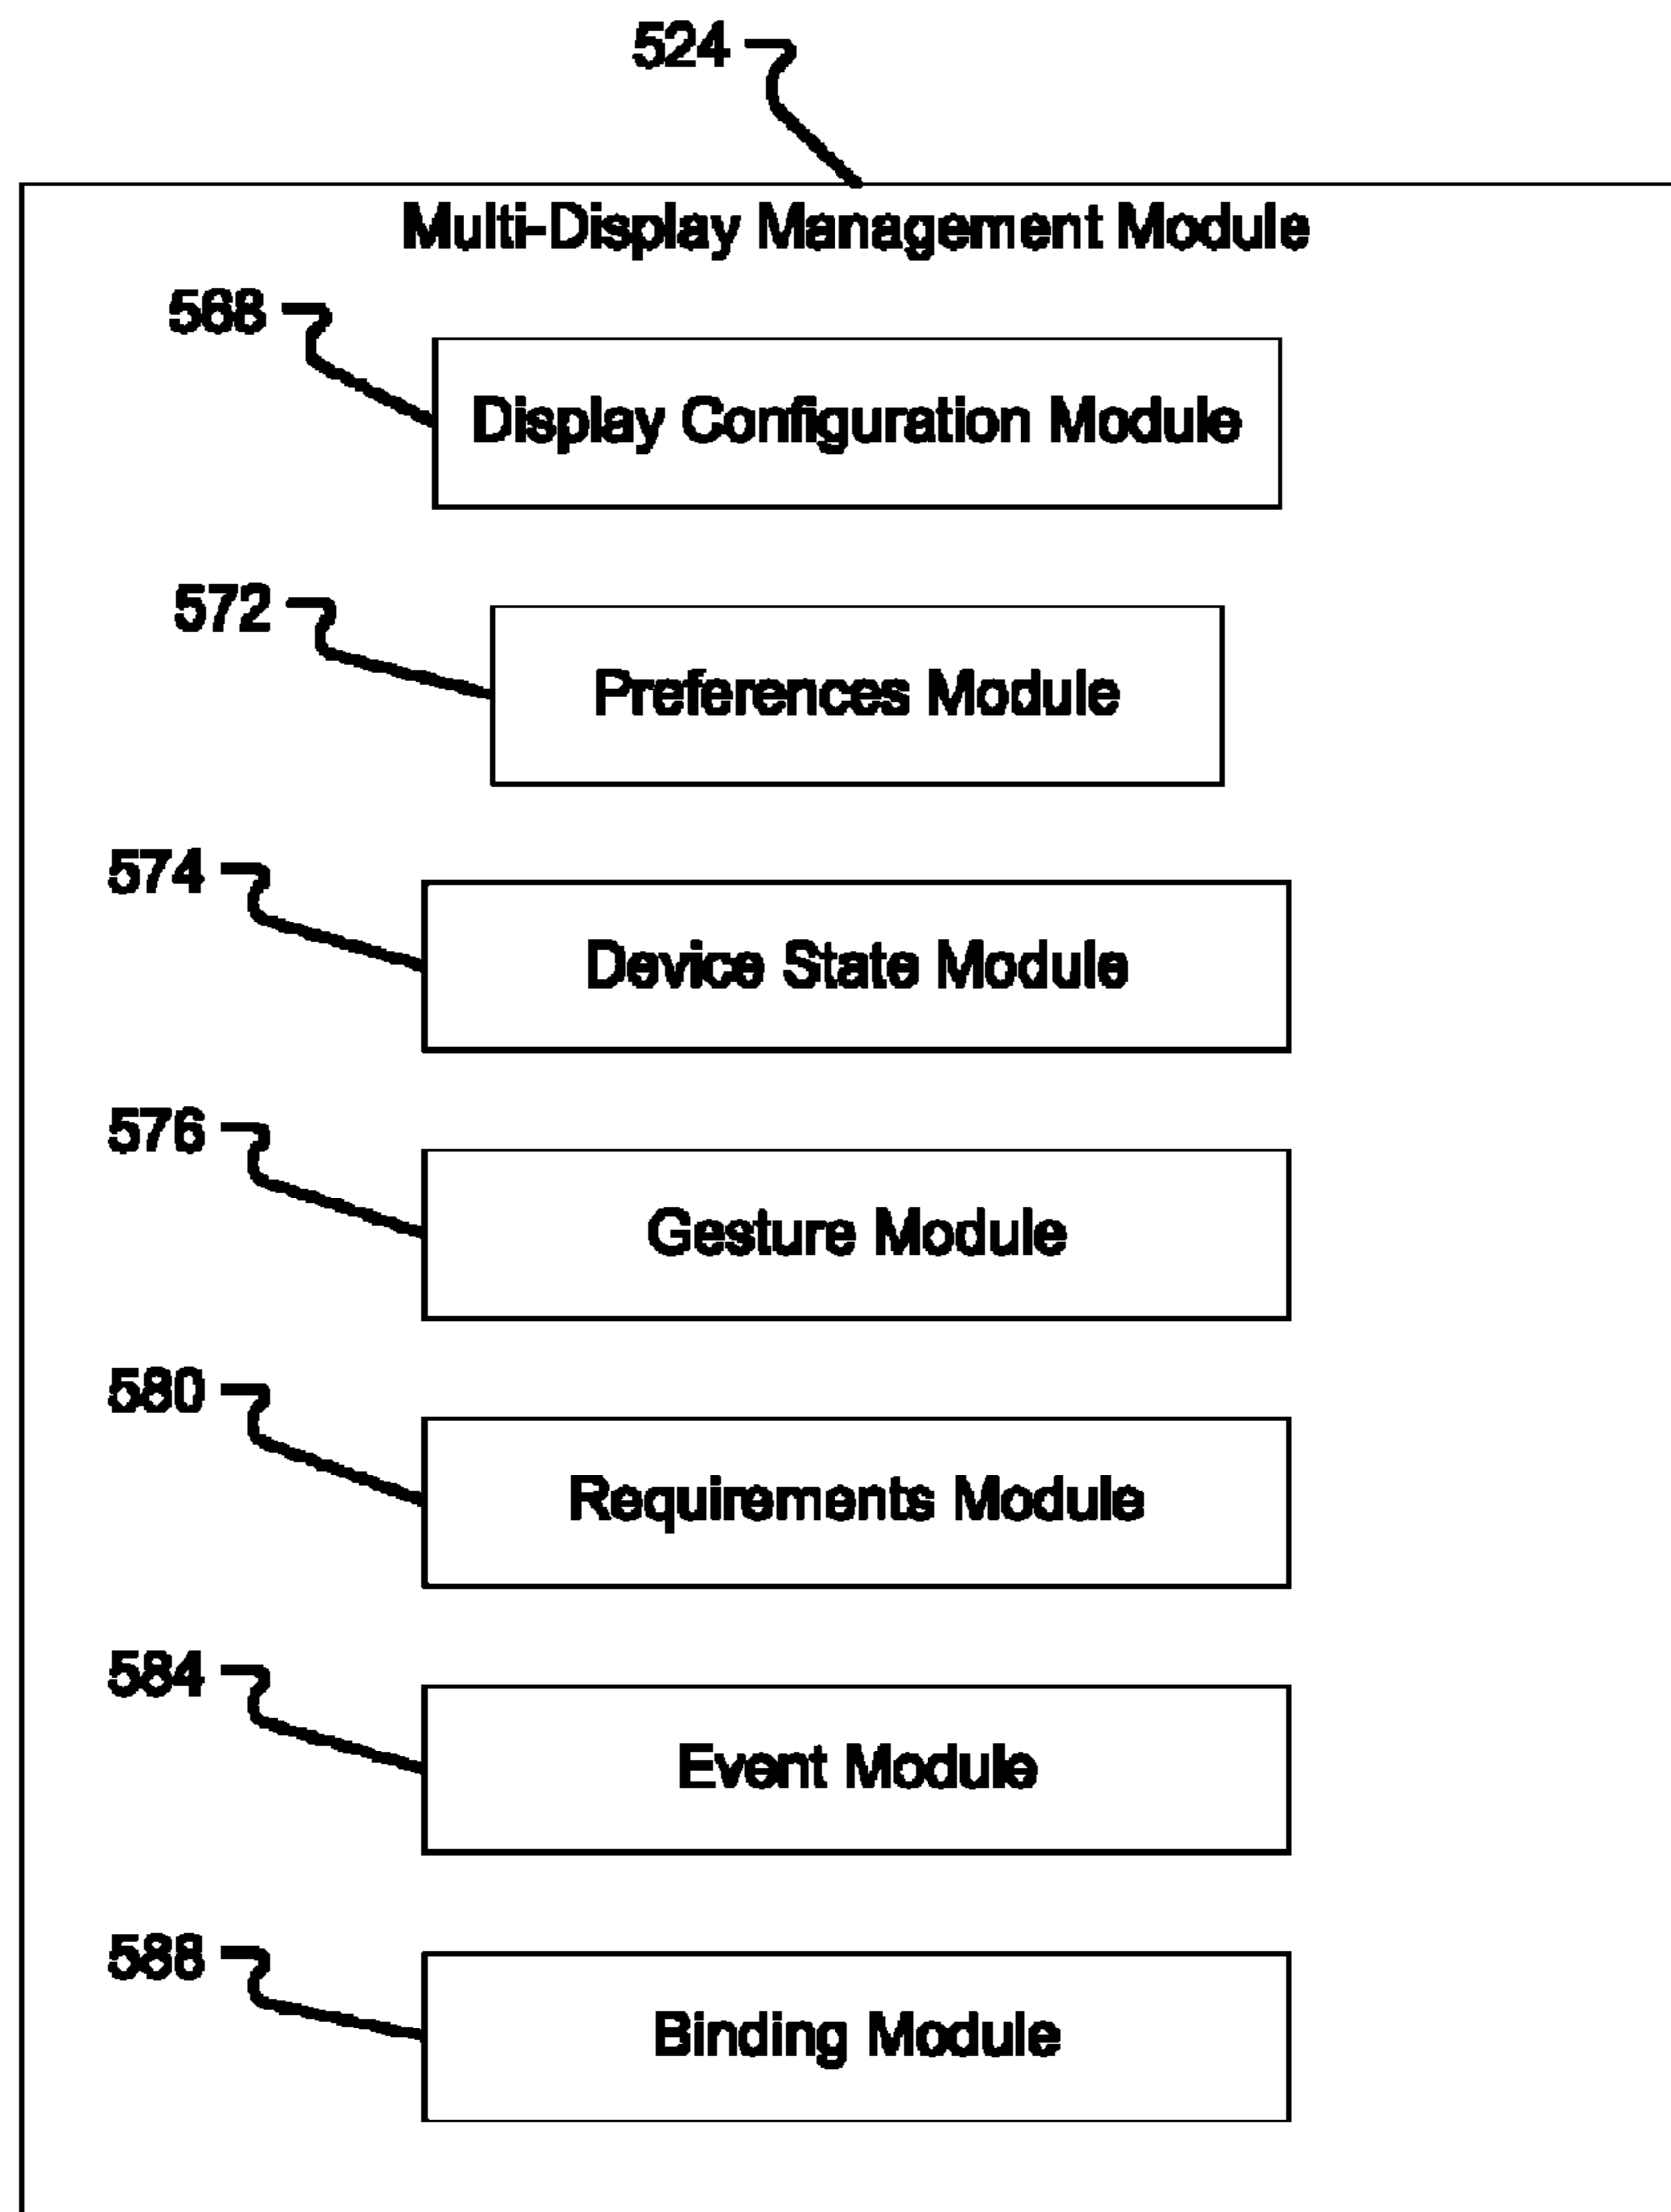 524
Multi-Display Management Module
568
Display Configuration Module
572
Preferences Module
574
Device State Module
576
Gesture Module
580
Requirements Module
584
Event Module
588
Binding Module